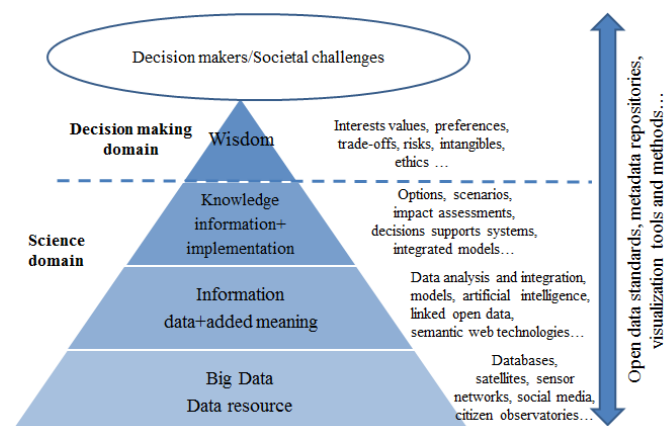 Decision makers/Societal challenges
Decision making
domain
Wisdom
Interests values, preferences,
trade-offs, risks, intangibles,
ethics …
Science
domain
Knowledge
information+
implementation
Options, scenarios,
impact assessments,
decisions supports systems,
integrated models…
Information
data+added meaning
Data analysis and integration,
models, artificial intelligence,
linked open data,
semantic web technologies…
Big Data
Data resource
Databases,
satellites, sensor
networks, social media,
citizen observatories…
Open data standards, metadata repositories,
visualization tools and methods…